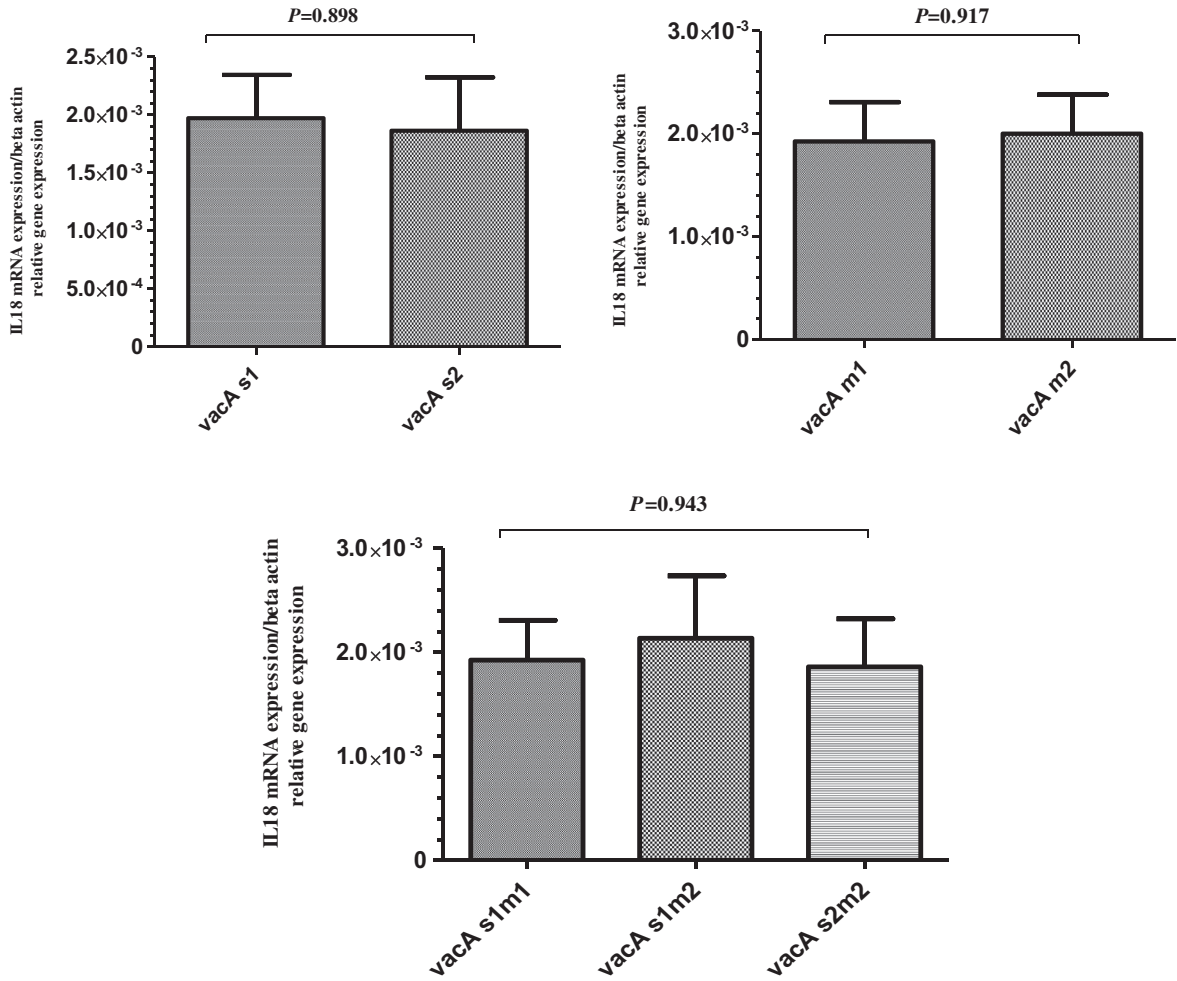 P=0.898
IL18 mRNA expression/beta actin
relative gene expression
2.5×10⁻³
2.0×10⁻³
1.5×10⁻³
1.0×10⁻³
5.0×10⁻⁴
0
vacA s1
vacA s2
P=0.917
IL18 mRNA expression/beta actin
relative gene expression
3.0×10⁻³
2.0×10⁻³
1.0×10⁻³
0
vacA m1
vacA m2
P=0.943
IL18 mRNA expression/beta actin
relative gene expression
3.0×10⁻³
2.0×10⁻³
1.0×10⁻³
0
vacA s1m1
vacA s1m2
vacA s2m2